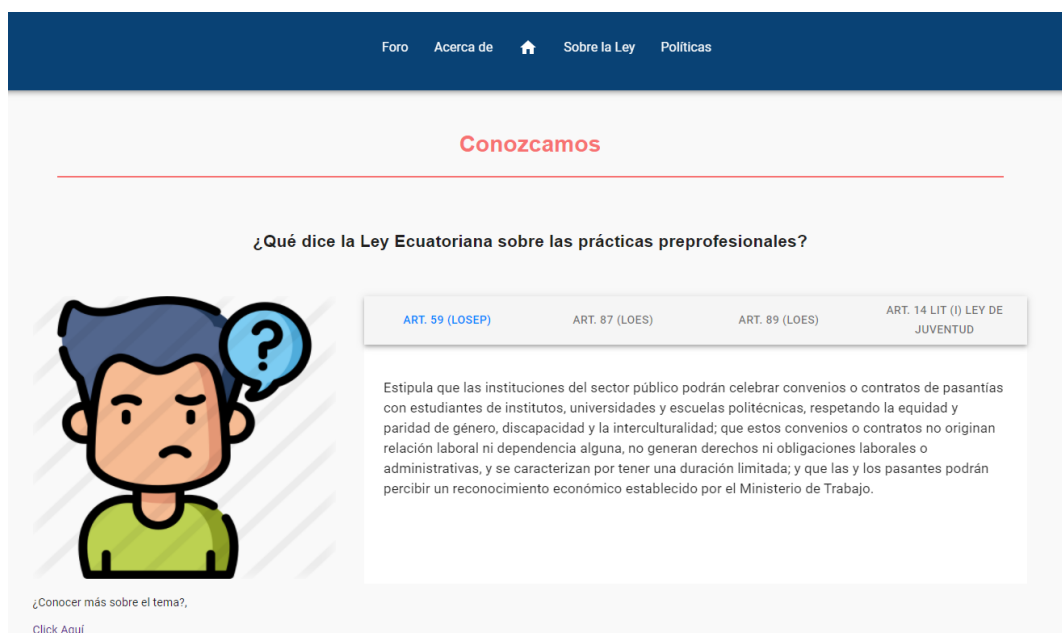 Foro Acerca de Sobre la Ley Políticas
Conozcamos
¿Qué dice la Ley Ecuatoriana sobre las prácticas preprofesionales?
ART. 59 (LOSEP) ART. 87 (LOES) ART. 89 (LOES) ART. 14 LIT (I) LEY DE
JUVENTUD
?
Estipula que las instituciones del sector público podrán celebrar convenios o contratos de pasantías
con estudiantes de institutos, universidades y escuelas politécnicas, respetando la equidad y
paridad de género, discapacidad y la interculturalidad; que estos convenios o contratos no originan
relación laboral ni dependencia alguna, no generan derechos ni obligaciones laborales o
administrativas, y se caracterizan por tener una duración limitada; y que las y los pasantes podrán
percibir un reconocimiento económico establecido por el Ministerio de Trabajo.
¿Conocer más sobre el tema?,
Click Aquí